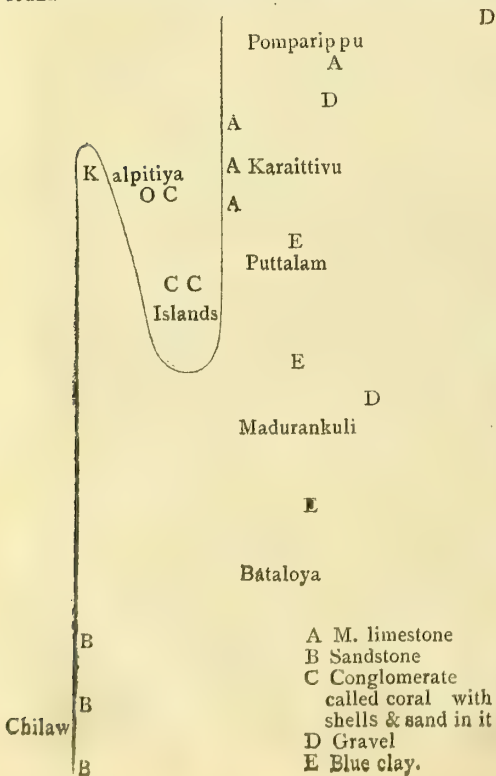 D
Pomparippu
A
D
A
K alpitiya
A Karaittivu
O C
A
E
Puttalam
C C
Islands
E
D
Madurankuli
E
Bátaloya
B
A M. limestone
B Sandstone
C Conglomerate
called coral with
shells & sand in it
B
Chilaw
D Gravel
E Blue clay.
B